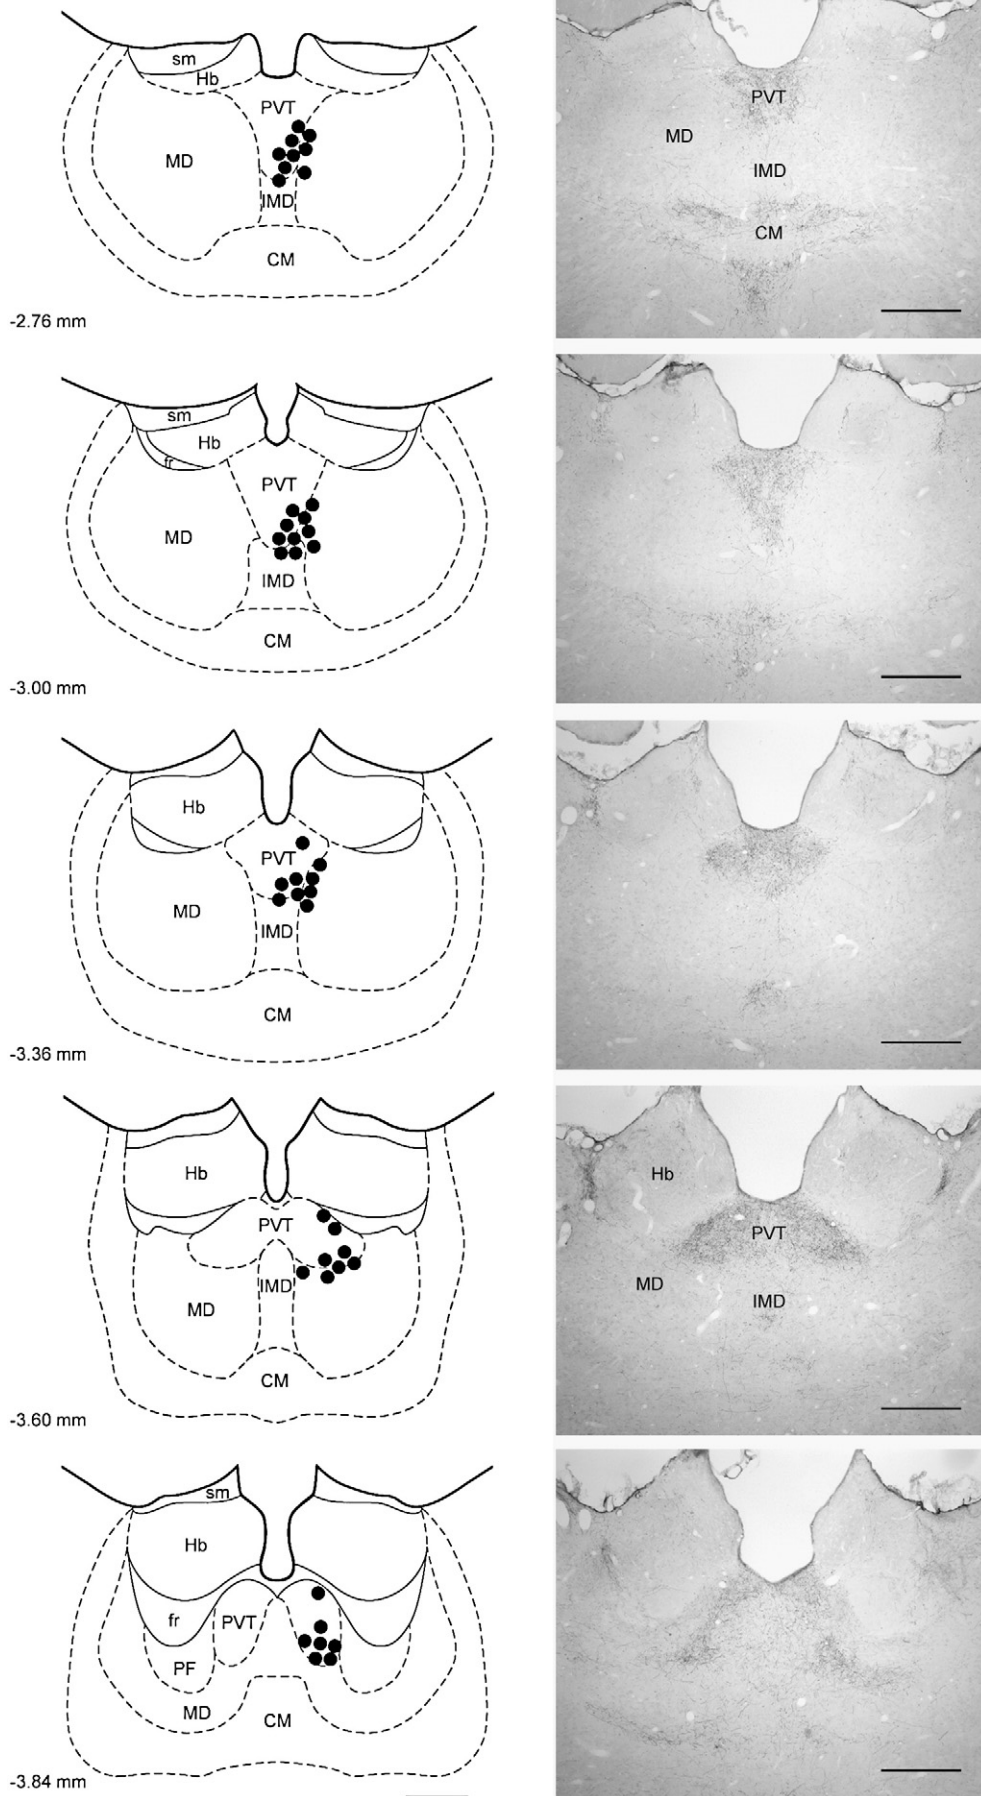 sm
Hb
PVT
MD
IMD
CM
-2.76 mm
PVT
MD
IMD
CM
sm
Hb
fr
PVT
MD
IMD
CM
-3.00 mm
Hb
PVT
MD
IMD
CM
-3.36 mm
Hb
PVT
IMD
MD
CM
-3.60 mm
Hb
PVT
MD
IMD
sm
Hb
fr
PVT
PF
MD
CM
-3.84 mm